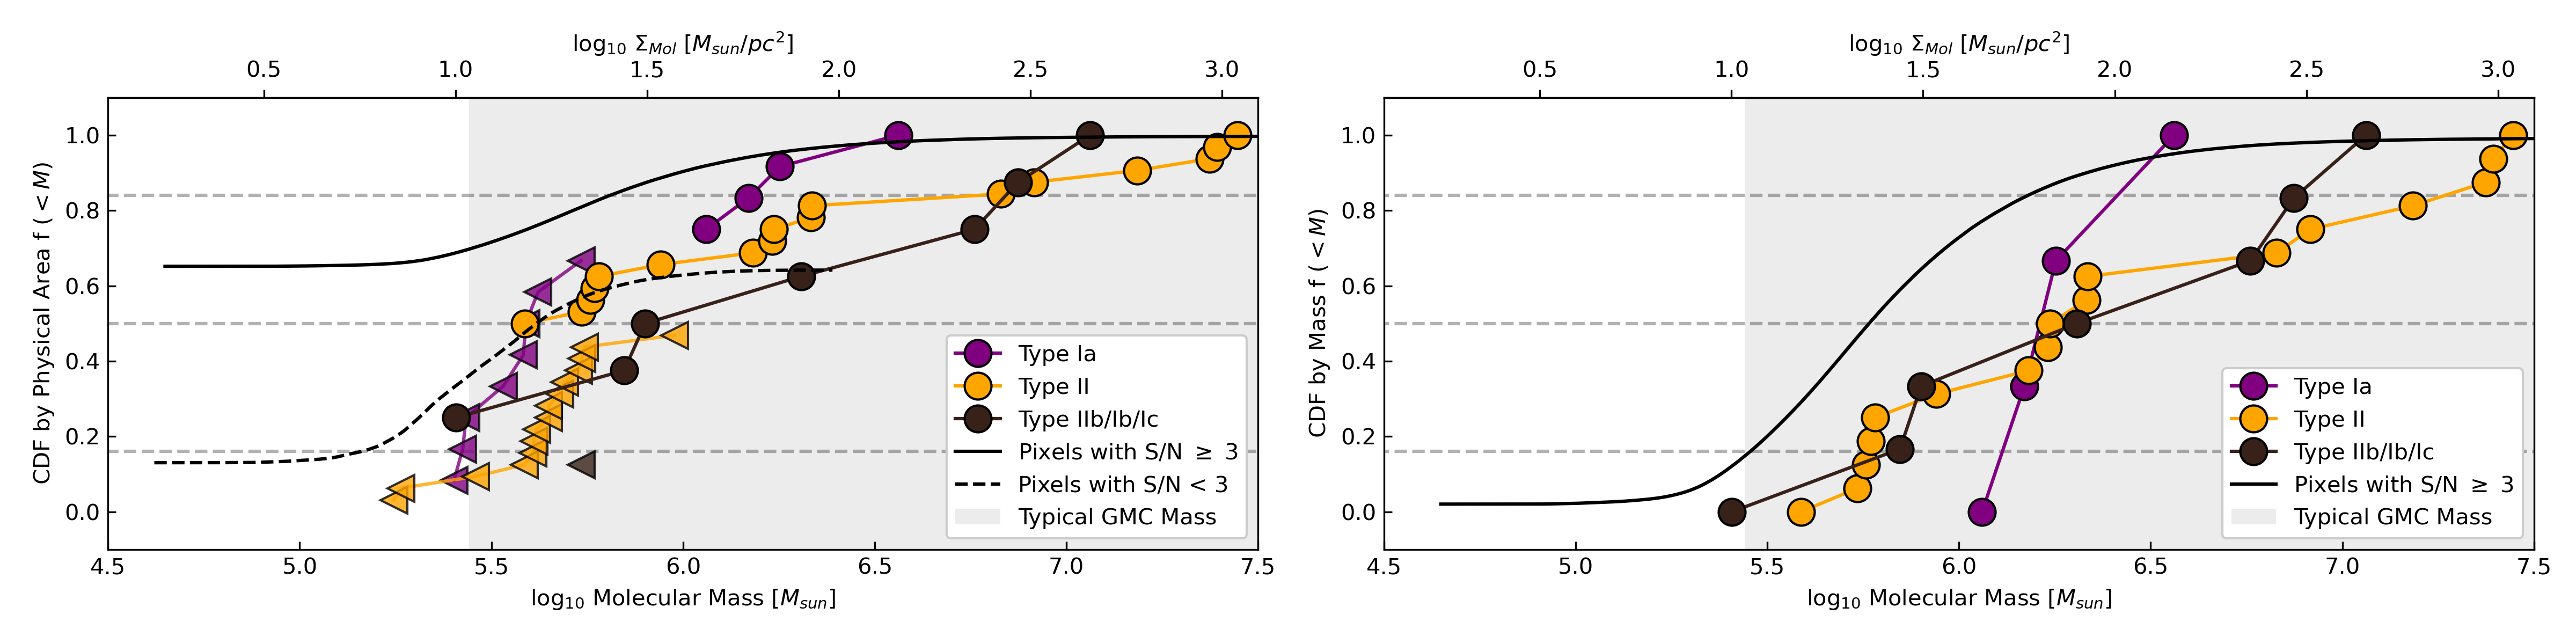 log₁₀ Σ_Mol [M_sun/pc²]
0.5 1.0 1.5 2.0 2.5 3.0
CDF by Physical Area f ( < M)
1.0
0.8
0.6
0.4
0.2
0.0
Type Ia
Type II
Type IIb/Ib/Ic
Pixels with S/N ≥ 3
Pixels with S/N < 3
Typical GMC Mass
4.5 5.0 5.5 6.0 6.5 7.0 7.5
log₁₀ Molecular Mass [M_sun]
log₁₀ Σ_Mol [M_sun/pc²]
0.5 1.0 1.5 2.0 2.5 3.0
CDF by Mass f ( < M)
1.0
0.8
0.6
0.4
0.2
0.0
Type Ia
Type II
Type IIb/Ib/Ic
Pixels with S/N ≥ 3
Typical GMC Mass
4.5 5.0 5.5 6.0 6.5 7.0 7.5
log₁₀ Molecular Mass [M_sun]